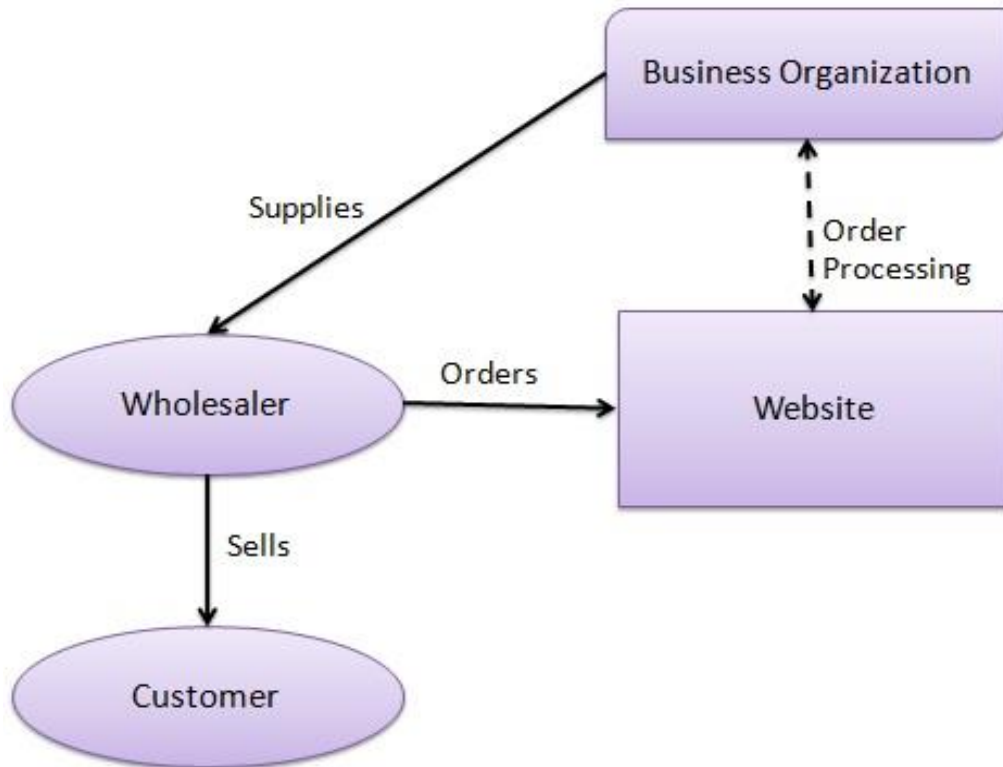 Business Organization
Supplies
Order
Processing
Wholesaler
Orders
Website
Sells
Customer